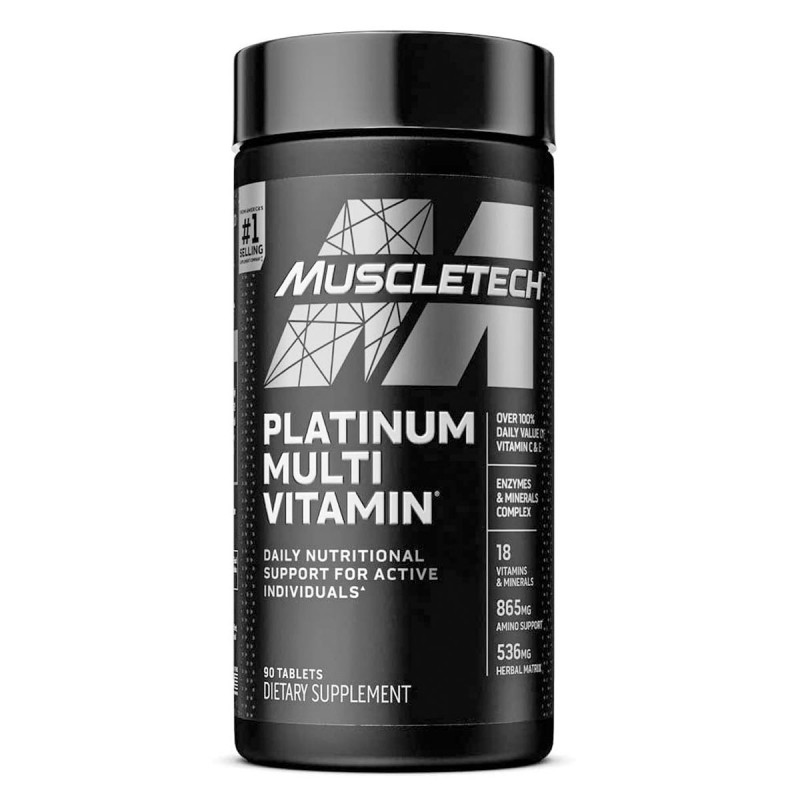 #1
SELLING
MUSCLETECH
PLATINUM
MULTI
VITAMIN®
DAILY NUTRITIONAL
SUPPORT FOR ACTIVE
INDIVIDUALS▲
90 TABLETS
DIETARY SUPPLEMENT
OVER 100%
DAILY VALUE
VITAMIN C & E
ENZYMES
& MINERALS
COMPLEX
18
VITAMINS
& MINERALS
865MG
AMINO SUPPORT
536MG
HERBAL MATRIX